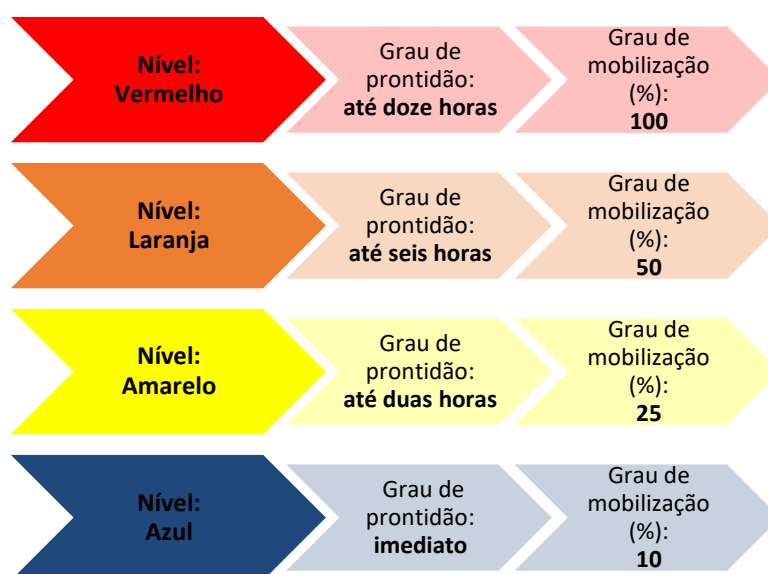 Nível:
Vermelho
Grau de
prontidão:
até doze horas
Grau de
mobilização
(%):
100
Nível:
Laranja
Grau de
prontidão:
até seis horas
Grau de
mobilização
(%):
50
Nível:
Amarelo
Grau de
prontidão:
até duas horas
Grau de
mobilização
(%):
25
Nível:
Azul
Grau de
prontidão:
imediato
Grau de
mobilização
(%):
10